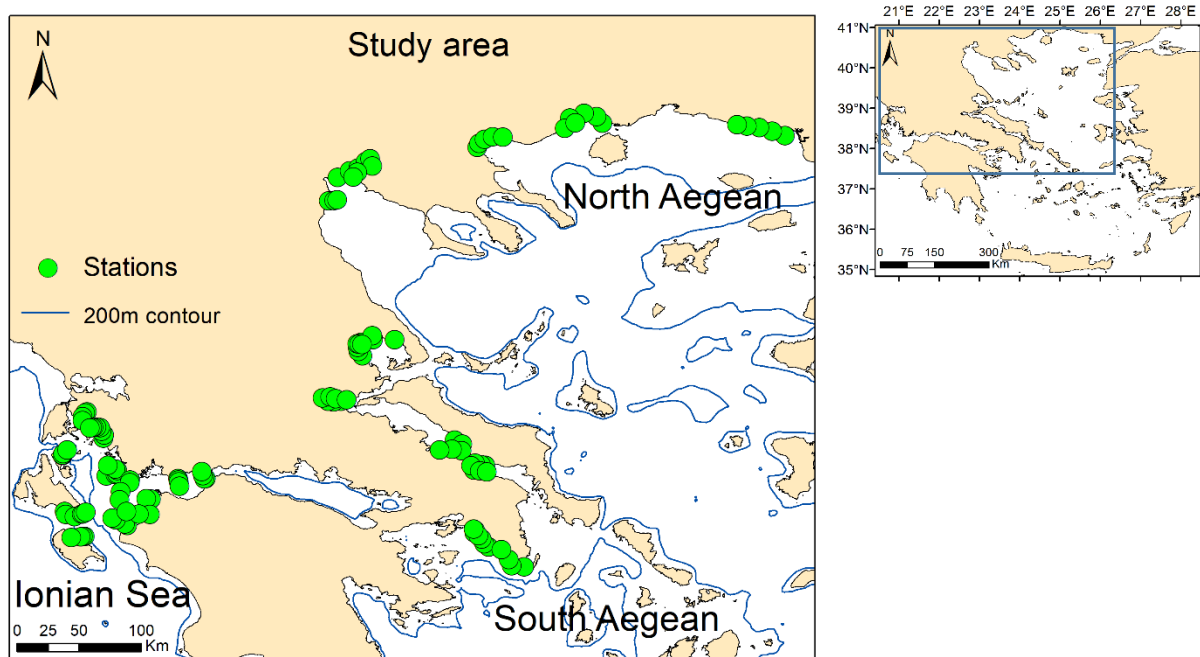 N
Study area
North Aegean
Stations
200m contour
Ionian Sea
South Aegean
0 25 50 100
Km
21°E 22°E 23°E 24°E 25°E 26°E 27°E 28°E
41°N
N
40°N
39°N
38°N
37°N
36°N
35°N
0 75 150 300
Km